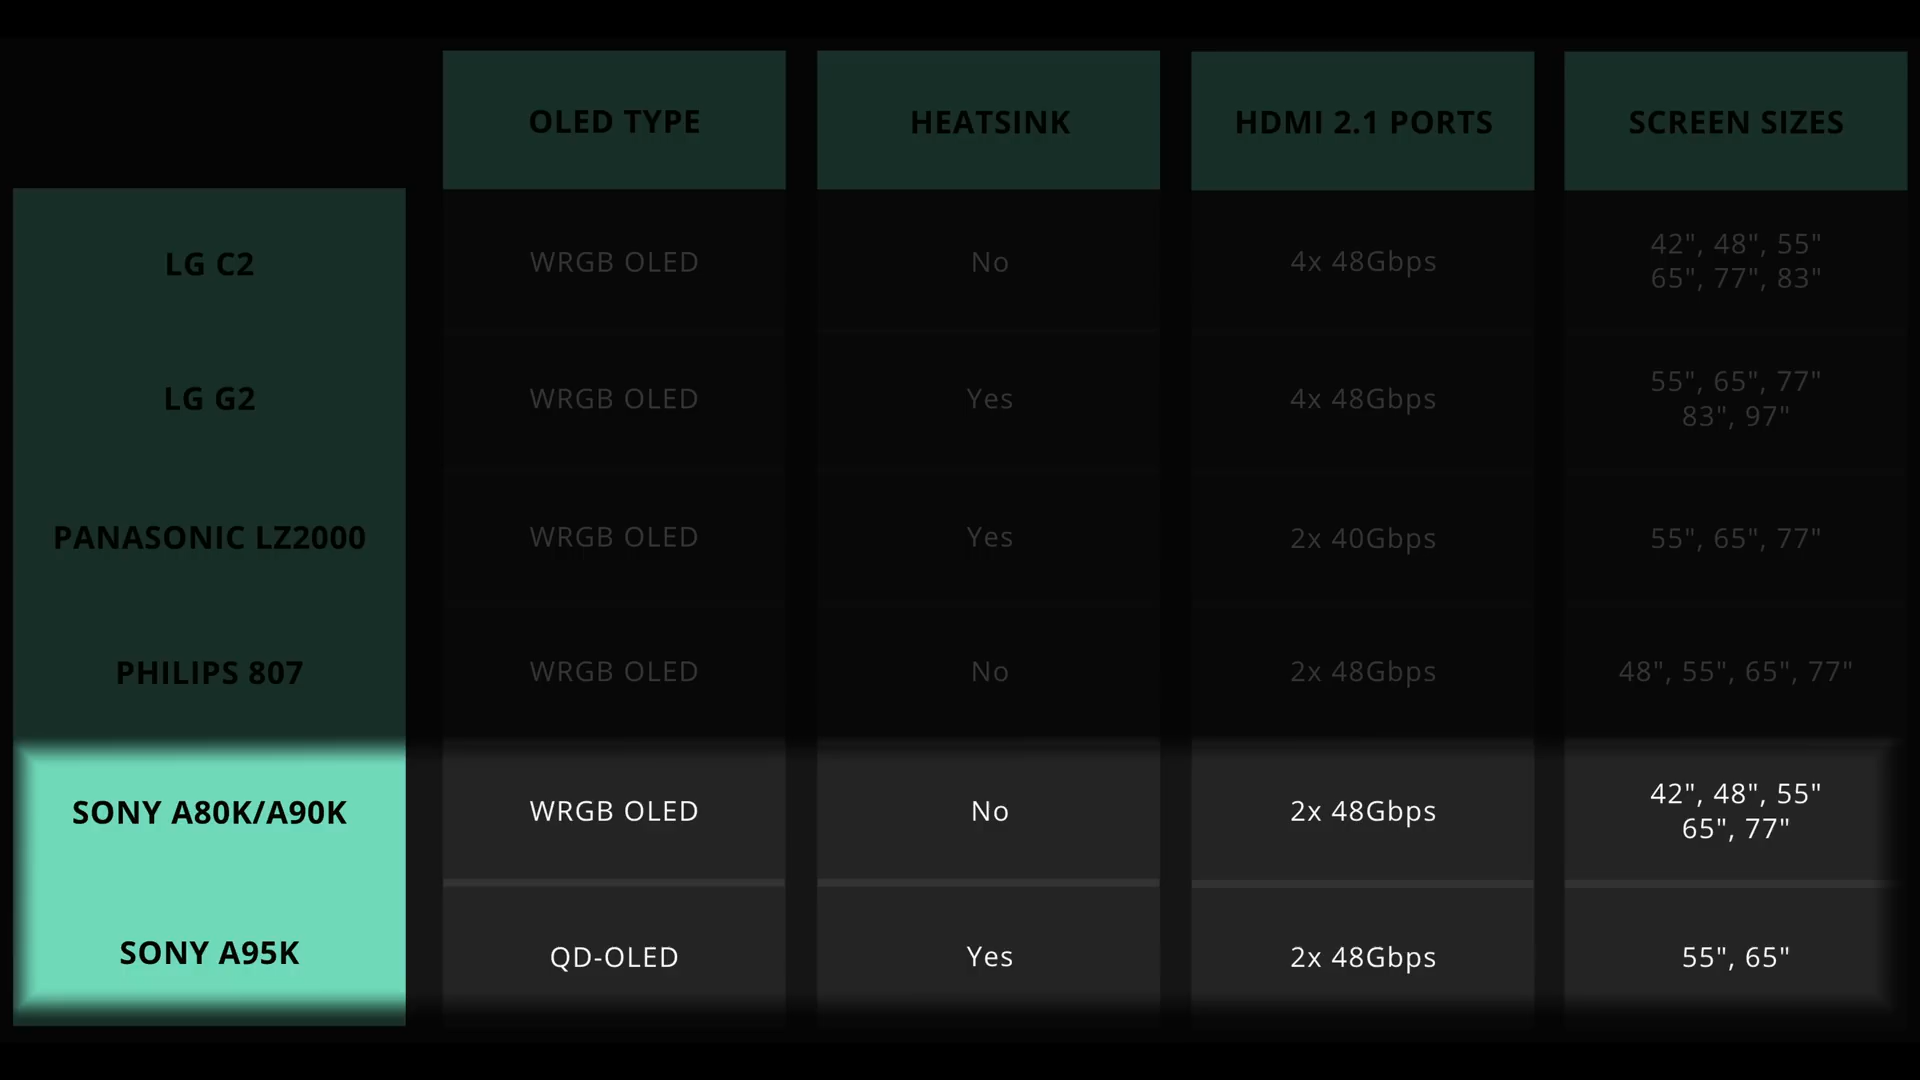 OLED TYPE HEATSINK HDMI 2.1 PORTS SCREEN SIZES
LG C2 WRGB OLED No 4x 48Gbps 42", 48", 55"
65", 77", 83"
LG G2 WRGB OLED Yes 4x 48Gbps 55", 65", 77"
83", 97"
PANASONIC LZ2000 WRGB OLED Yes 2x 40Gbps 55", 65", 77"
PHILIPS 807 WRGB OLED No 2x 48Gbps 48", 55", 65", 77"
SONY A80K/A90K WRGB OLED No 2x 48Gbps 42", 48", 55"
65", 77"
SONY A95K QD-OLED Yes 2x 48Gbps 55", 65"